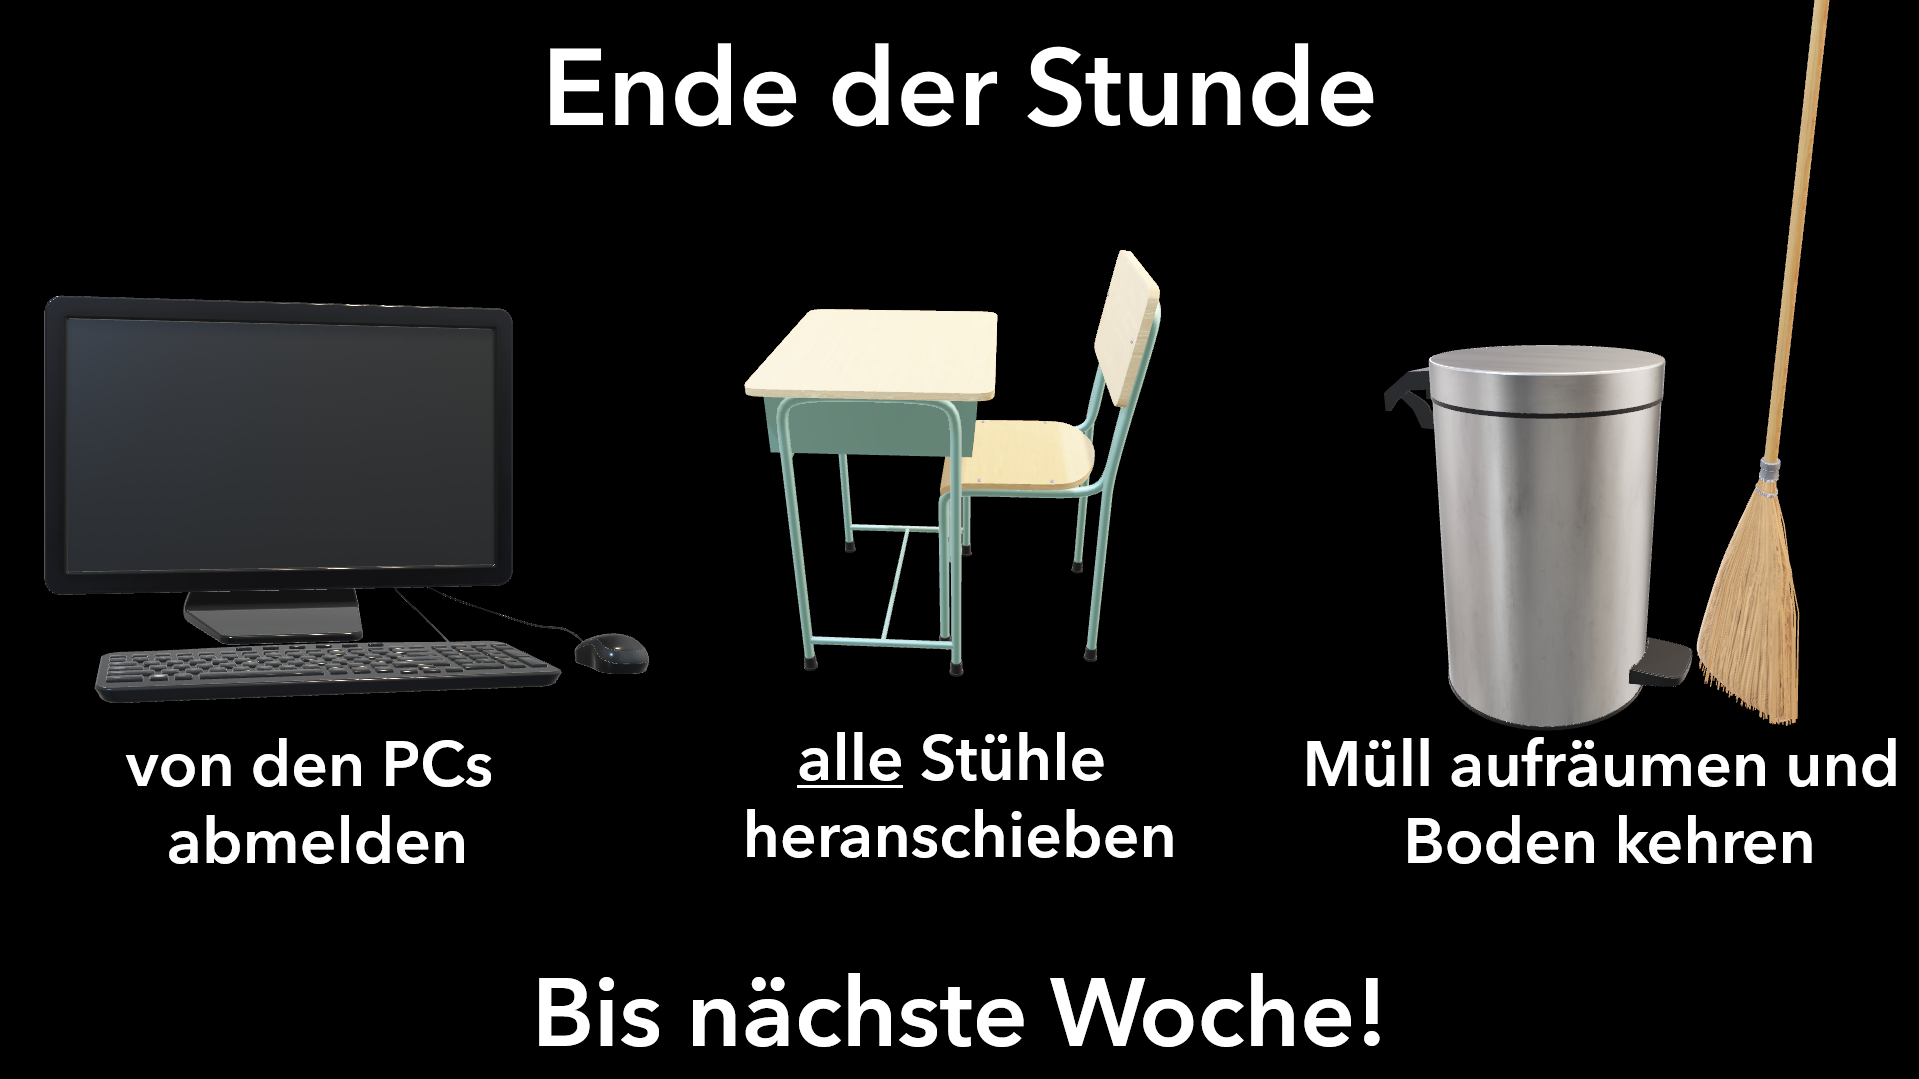 Ende der Stunde
von den PCs
abmelden
alle Stühle
heranschieben
Müll aufräumen und
Boden kehren
Bis nächste Woche!